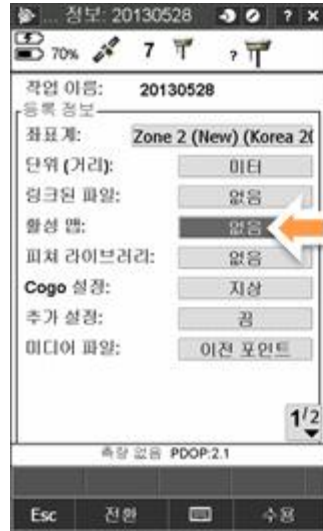 ... 정보: 20130528 ? X
70% 7 ?
작업 이름: 20130528
등록 정보
좌표계: Zone 2 (New) (Korea 20
단위 (거리): 미터
링크된 파일: 없음
활성 맵: 없음
피쳐 라이브러리: 없음
Cogo 설정: 지상
추가 설정: 끔
미디어 파일: 이전 포인트
1/2
측량 없음 PDOP:2.1
Esc 전환 수용